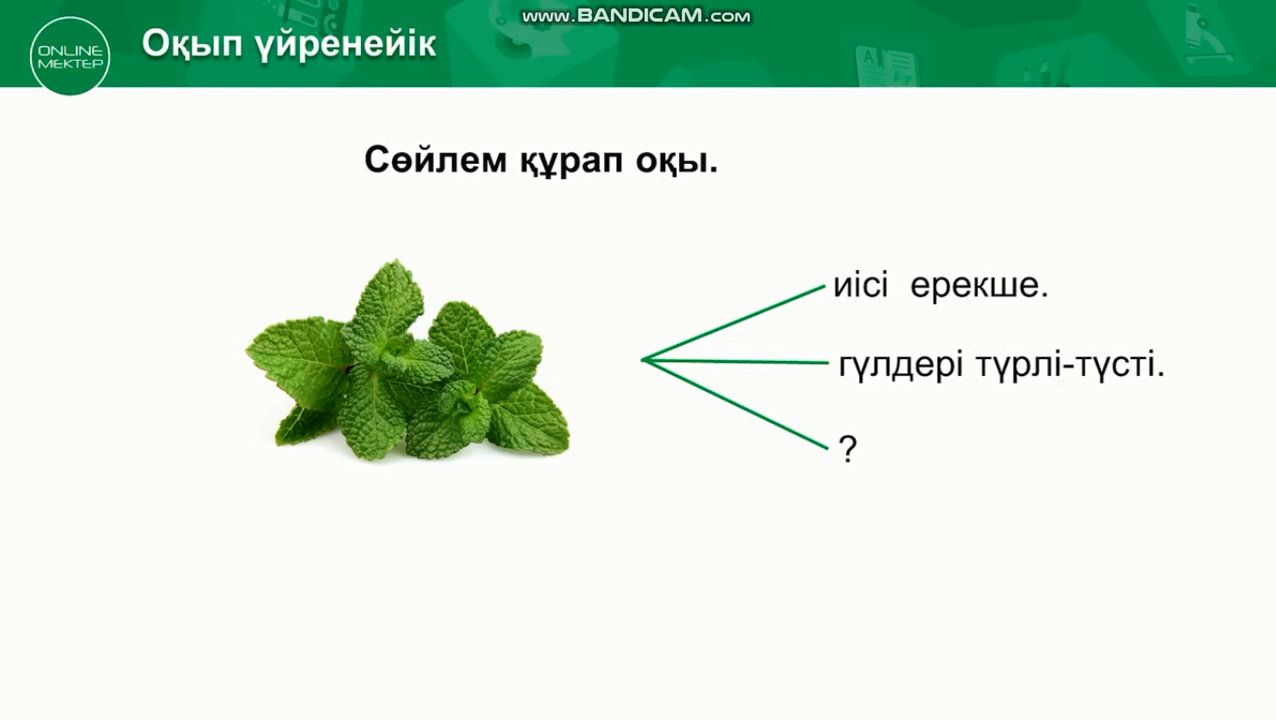 www.BANDICAM.com
ONLINE
МЕКТЕР
Оқып үйренейік
Сөйлем құрап оқы.
иісі ерекше.
гүлдері түрлі-түсті.
?